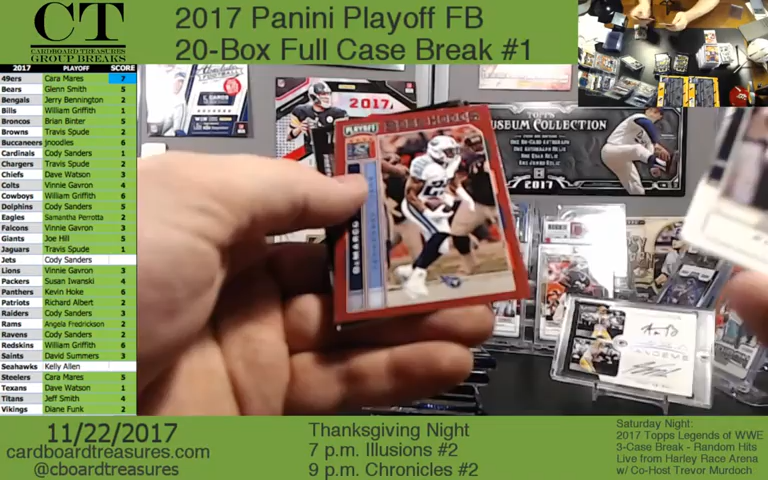 CT
CARDBOARD TREASURES
GROUP BREAKS
2017 Panini Playoff FB
20-Box Full Case Break #1
2017 PLAYOFF SCORE
49ers Cara Mares 7
Bears Glenn Smith 5
Bengals Jerry Bennington 2
Bills William Griffith 1
Broncos Brian Binter 5
Browns Travis Spude 2
Buccaneers jnoodles 6
Cardinals Cody Sanders 1
Chargers Travis Spude 2
Chiefs Dave Watson 3
Colts Vinnie Gavron 4
Cowboys William Griffith 6
Dolphins Cody Sanders 5
Eagles Samantha Perrotta 2
Falcons Vinnie Gavron 3
Giants Joe Hill 5
Jaguars Travis Spude 1
Jets Cody Sanders
Lions Vinnie Gavron 3
Packers Susan Iwanski 4
Panthers Kevin Hoke 6
Patriots Richard Albert 2
Raiders Cody Sanders 3
Rams Angela Fredrickson 2
Ravens Cody Sanders 2
Redskins William Griffith 6
Saints David Summers 3
Seahawks Kelly Allen
Steelers Cara Mares 5
Texans Dave Watson 1
Titans Jeff Smith 4
Vikings Diane Funk 2
2017
TOPPS
MUSEUM COLLECTION
2017
PLAYOFF
DeMARCO
11/22/2017
cardboardtreasures.com
@cboardtreasures
Thanksgiving Night
7 p.m. Illusions #2
9 p.m. Chronicles #2
Saturday Night:
2017 Topps Legends of WWE
3-Case Break - Random Hits
Live from Harley Race Arena
w/ Co-Host Trevor Murdoch